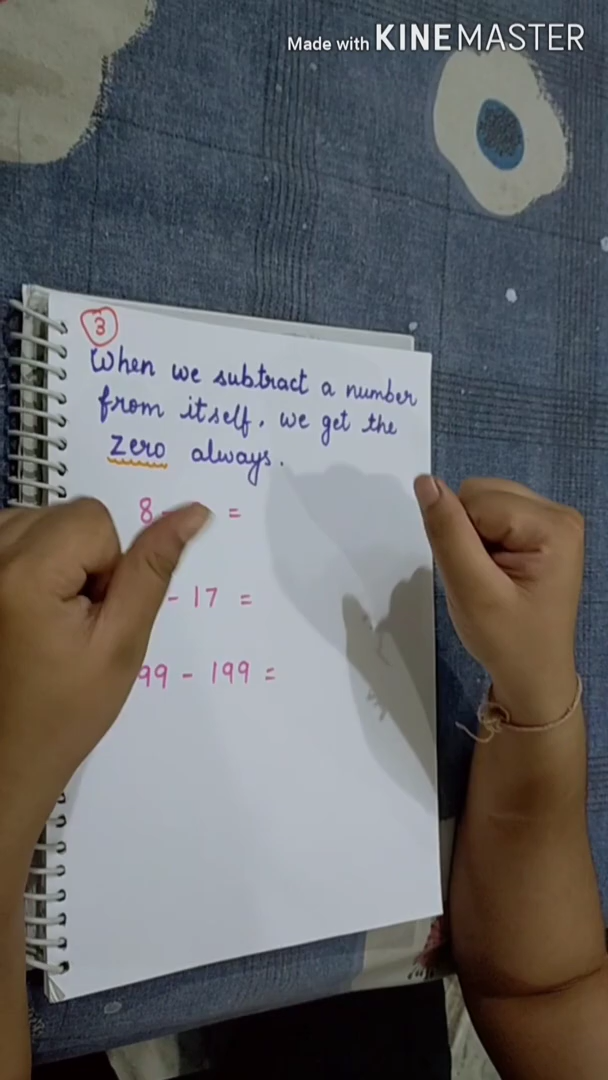 Made with KINEMASTER
3
When we subtract a number
from itself, we get the
zero always.
8 - =
- 17 =
99 - 199 =